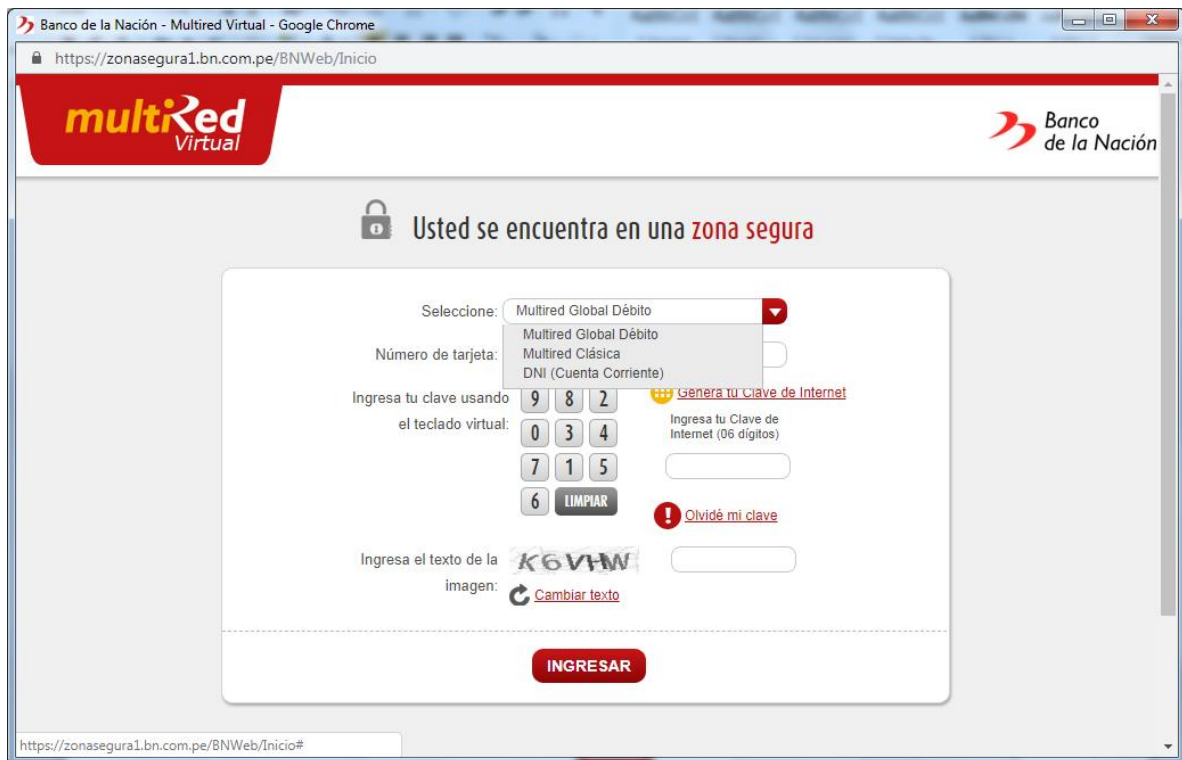 Banco de la Nación - Multired Virtual - Google Chrome
https://zonasegura1.bn.com.pe/BNWeb/Inicio
multiRed
Virtual
Banco
de la Nación
Usted se encuentra en una zona segura
Seleccione: Multired Global Débito
Multired Global Débito
Multired Clásica
DNI (Cuenta Corriente)
Número de tarjeta:
Ingresa tu clave usando
el teclado virtual:
9 8 2
0 3 4
7 1 5
6 LIMPIAR
Genera tu Clave de Internet
Ingresa tu Clave de
Internet (06 dígitos)
Olvidé mi clave
Ingresa el texto de la
imagen:
K6VHW
Cambiar texto
INGRESAR
https://zonasegura1.bn.com.pe/BNWeb/Inicio#